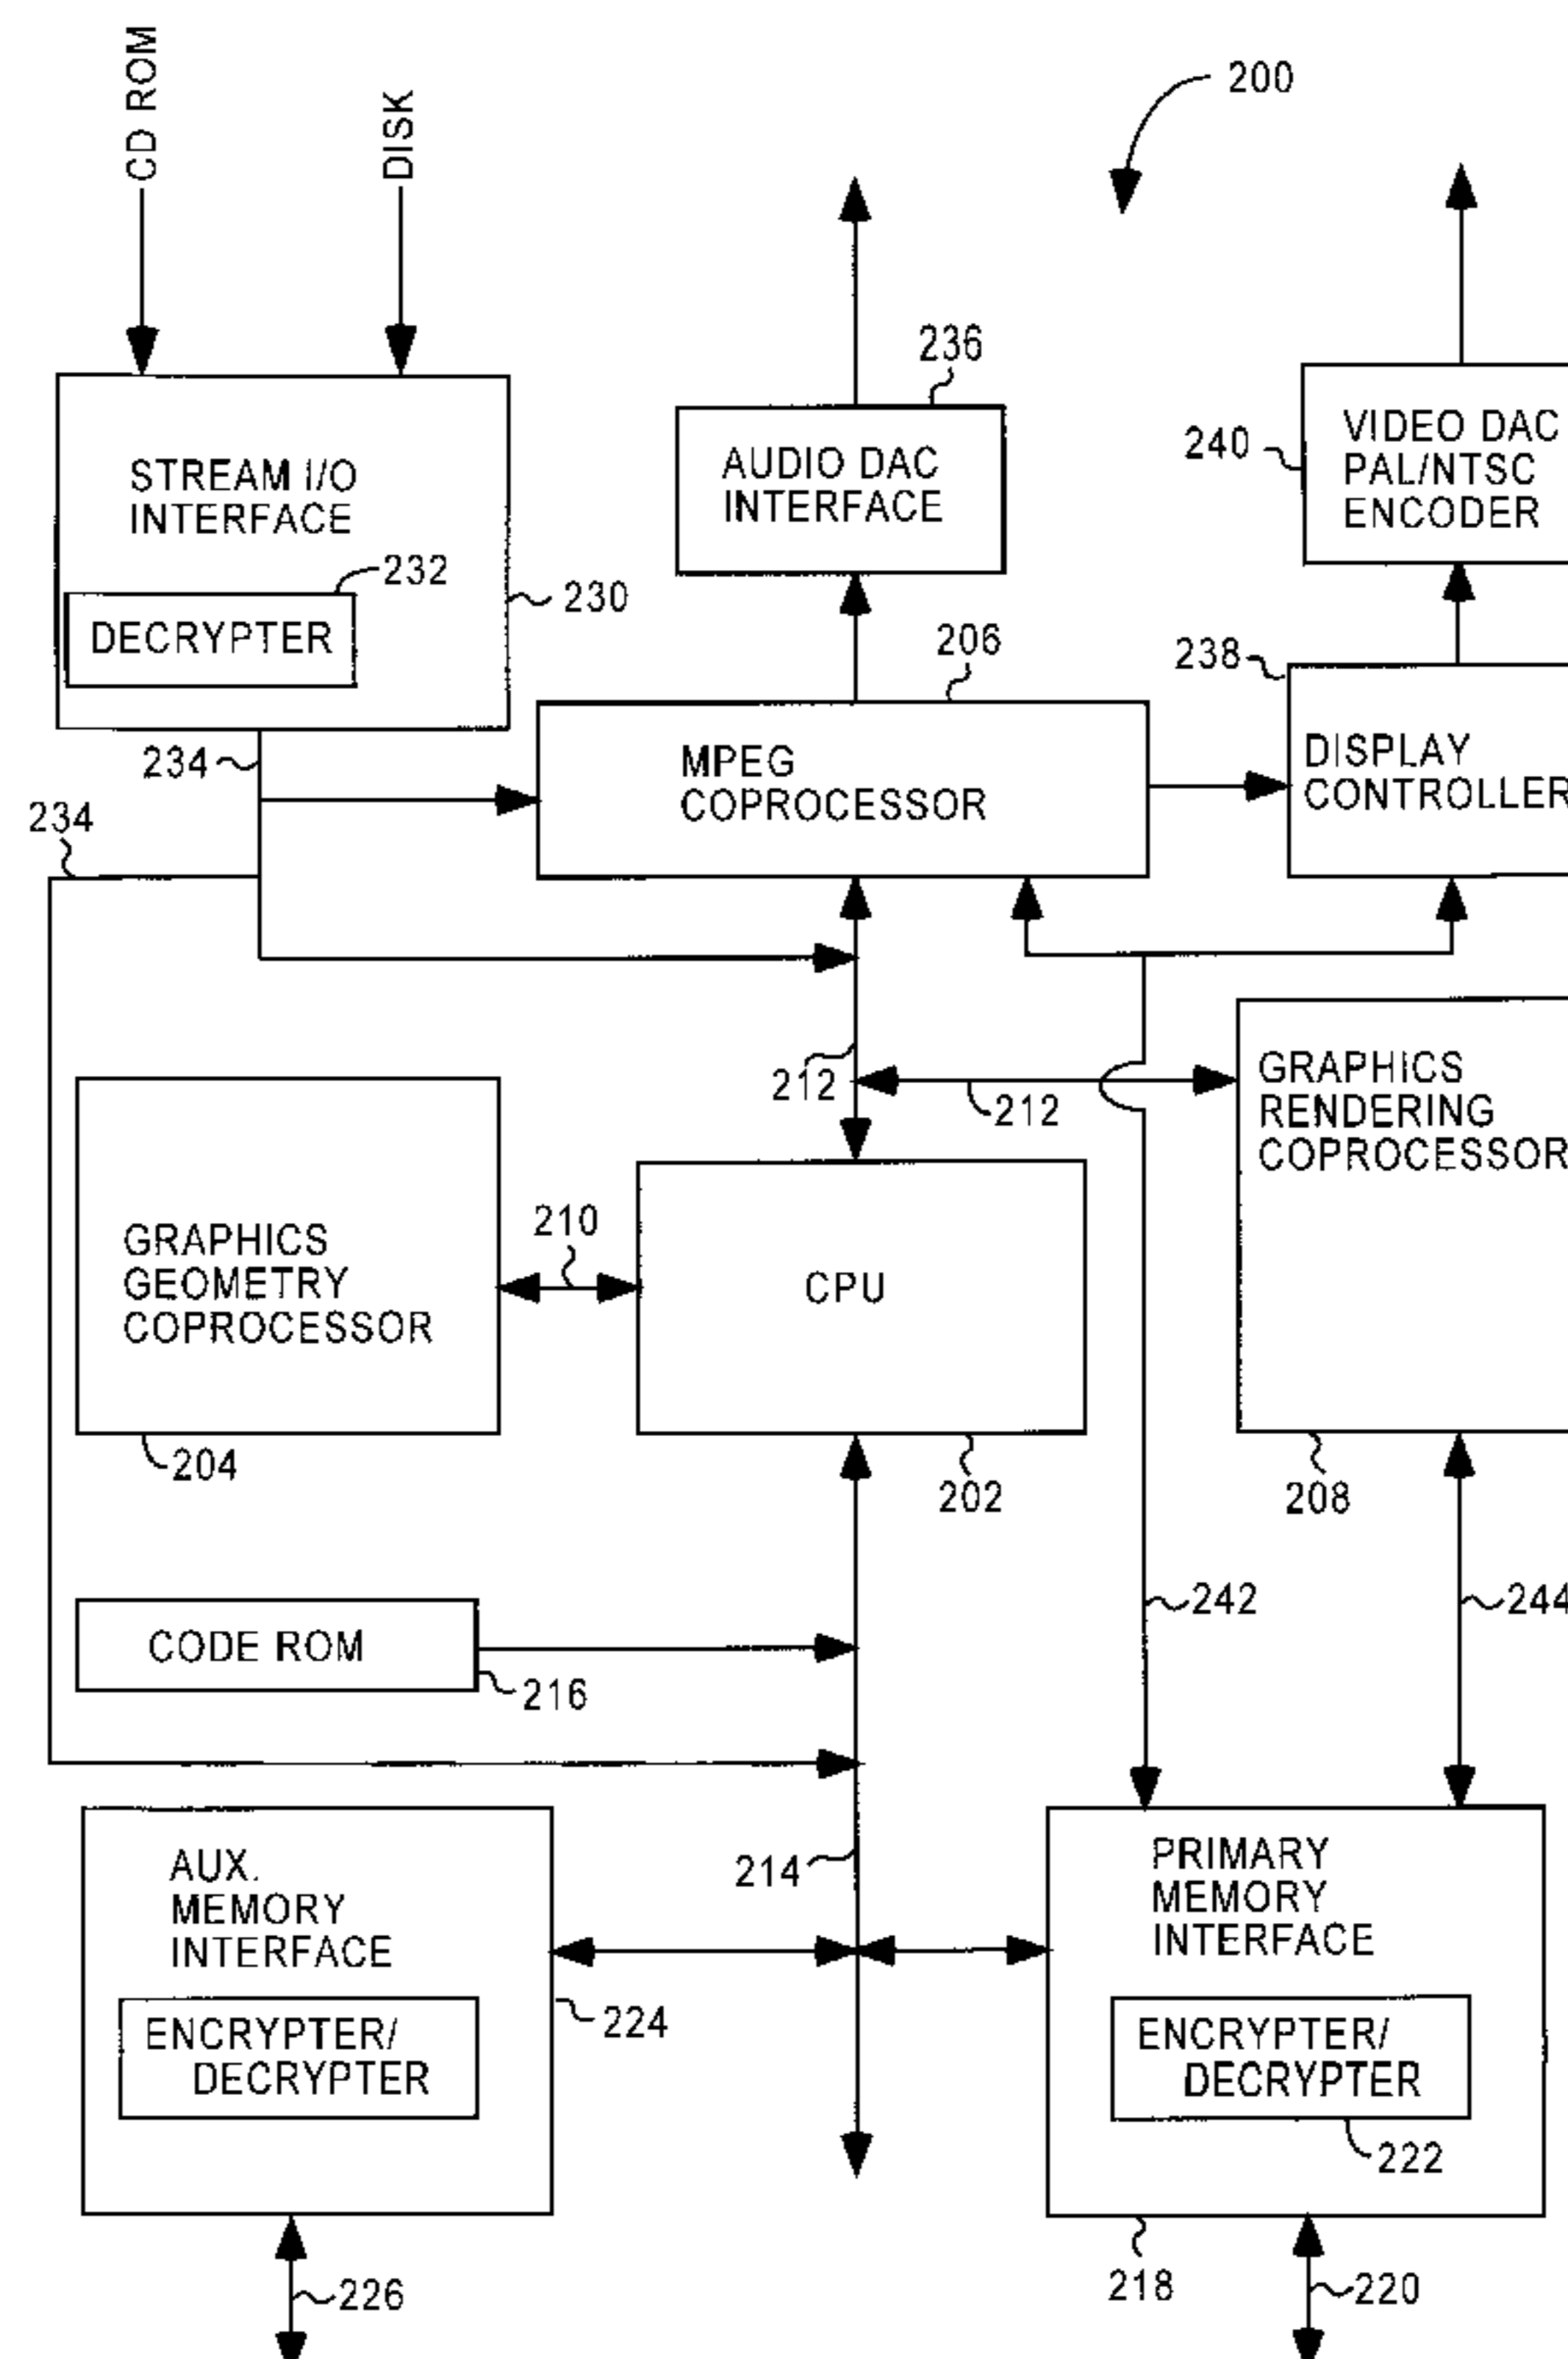 CD ROM
DISK
200
236
AUDIO DAC
INTERFACE
240
VIDEO DAC
PAL/NTSC
ENCODER
STREAM I/O
INTERFACE
232
DECRYPTER
230
206
238
234
MPEG
COPROCESSOR
DISPLAY
CONTROLLER
234
212
212
GRAPHICS
RENDERING
COPROCESSOR
210
GRAPHICS
GEOMETRY
COPROCESSOR
CPU
204
202
208
242
244
CODE ROM
216
214
AUX.
MEMORY
INTERFACE
PRIMARY
MEMORY
INTERFACE
ENCRYPTER/
DECRYPTER
224
ENCRYPTER/
DECRYPTER
222
226
218
220